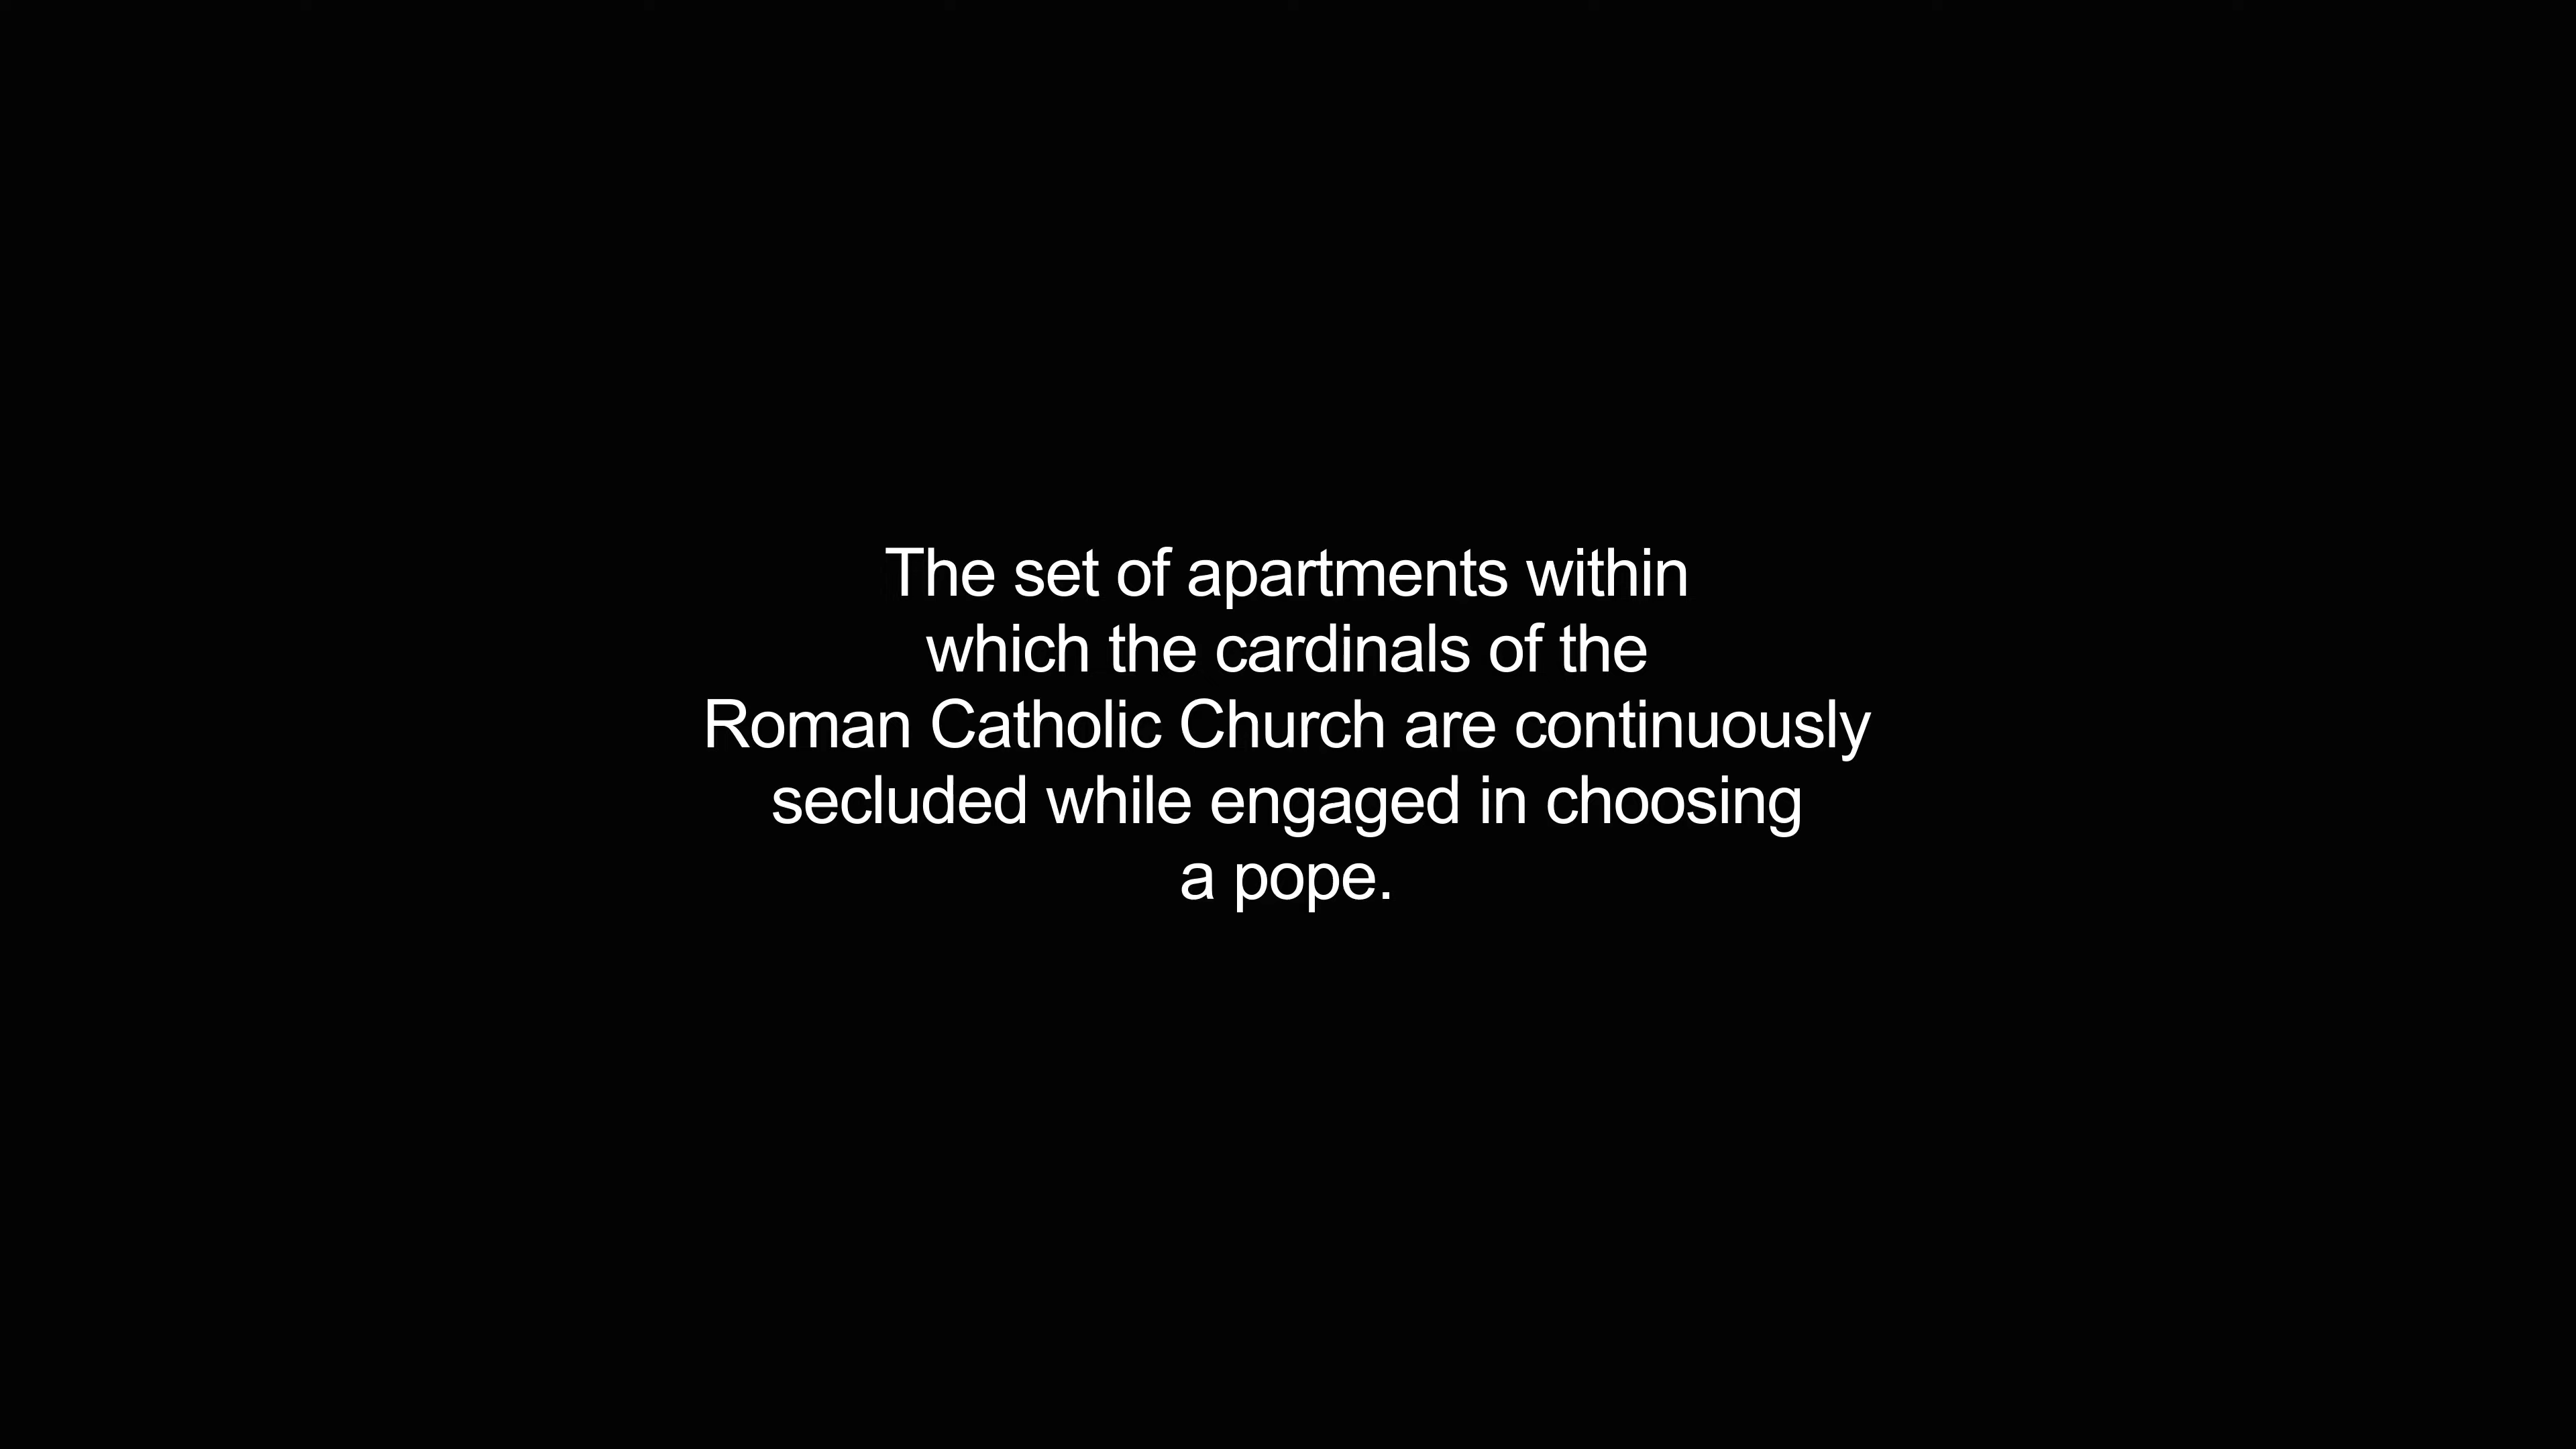 The set of apartments within
which the cardinals of the
Roman Catholic Church are continuously
secluded while engaged in choosing
a pope.